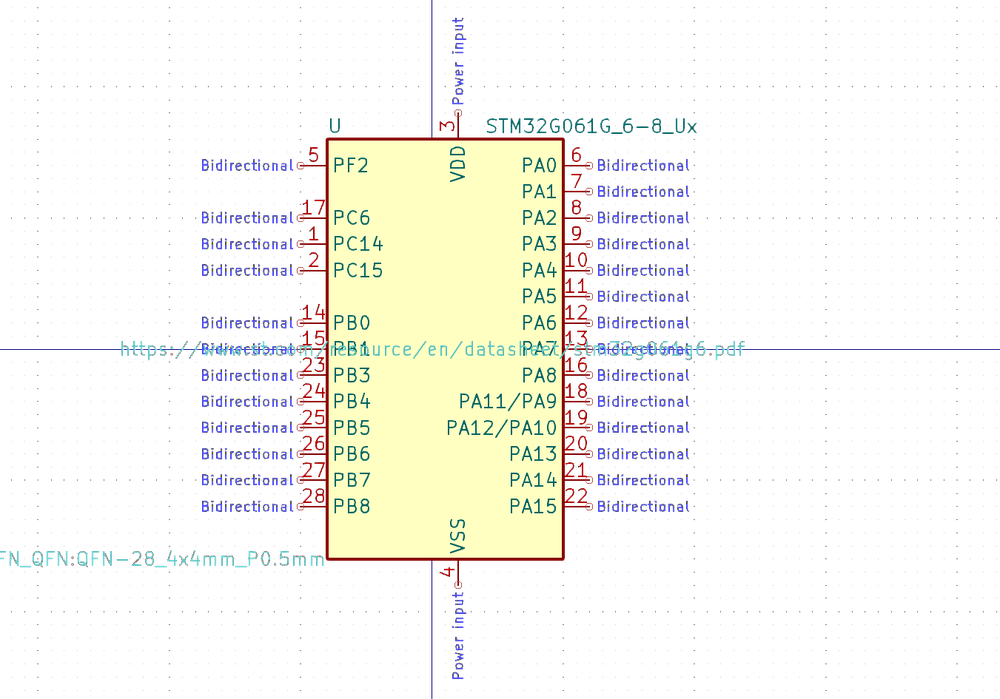 Power input
3
U STM32G061G_6-8_Ux
VDD
Bidirectional 5 PF2 PA0 6 Bidirectional
PA1 7 Bidirectional
Bidirectional 17 PC6 PA2 8 Bidirectional
Bidirectional 1 PC14 PA3 9 Bidirectional
Bidirectional 2 PC15 PA4 10 Bidirectional
PA5 11 Bidirectional
Bidirectional 14 PB0 PA6 12 Bidirectional
Bidirectional 15 PB1 PA7 13 Bidirectional
Bidirectional 23 PB3 PA8 16 Bidirectional
Bidirectional 24 PB4 PA11/PA9 18 Bidirectional
Bidirectional 25 PB5 PA12/PA10 19 Bidirectional
Bidirectional 26 PB6 PA13 20 Bidirectional
Bidirectional 27 PB7 PA14 21 Bidirectional
Bidirectional 28 PB8 PA15 22 Bidirectional
VSS
FN_QFN:QFN-28_4x4mm_P0.5mm
4
Power input